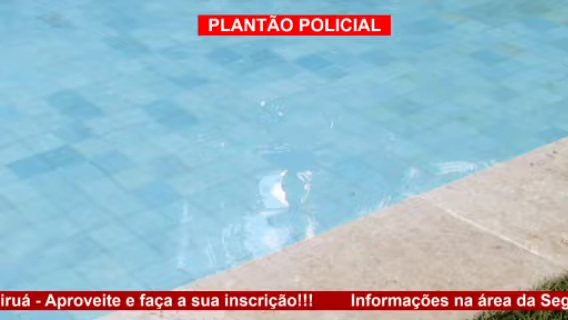 PLANTÃO POLICIAL
iruá - Aproveite e faça a sua inscrição!!! Informações na área da Seg